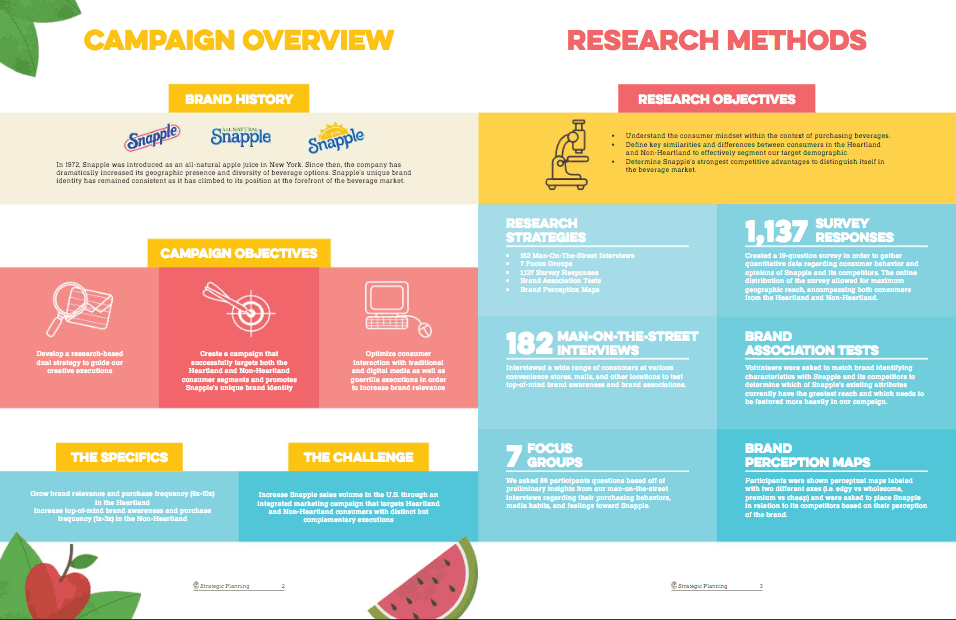 CAMPAIGN OVERVIEW
BRAND HISTORY
Snapple
ALL NATURAL
Snapple
Snapple
In 1972, Snapple was introduced as an all-natural apple juice in New York. Since then, the company has
dramatically increased its geographic presence and diversity of beverage options. Snapple's unique brand
identity has remained consistent as it has climbed to its position at the forefront of the beverage market.
CAMPAIGN OBJECTIVES
Develop a research-based
dual strategy to guide our
creative executions
Create a campaign that
successfully targets both the
Heartland and Non-Heartland
consumer segments and promotes
Snapple's unique brand identity
Optimize consumer
interaction with traditional
and digital media as well as
guerrilla executions in order
to increase brand relevance
THE SPECIFICS
Grow brand relevance and purchase frequency (9x-10x)
in the Heartland
Increase top-of-mind brand awareness and purchase
frequency (1x-3x) in the Non-Heartland
THE CHALLENGE
Increase Snapple sales volume in the U.S. through an
integrated marketing campaign that targets Heartland
and Non-Heartland consumers with distinct but
complementary executions
Strategic Planning 2
RESEARCH METHODS
RESEARCH OBJECTIVES
• Understand the consumer mindset within the context of purchasing beverages.
• Define key similarities and differences between consumers in the Heartland
and Non-Heartland to effectively segment our target demographic.
• Determine Snapple's strongest competitive advantages to distinguish itself in
the beverage market.
RESEARCH
STRATEGIES
• 182 Man-On-The-Street Interviews
• 7 Focus Groups
• 1,137 Survey Responses
• Brand Association Tests
• Brand Perception Maps
1,137 SURVEY
RESPONSES
Created a 19-question survey in order to gather
quantitative data regarding consumer behavior and
opinions of Snapple and its competitors. The online
distribution of the survey allowed for maximum
geographic reach, encompassing both consumers
from the Heartland and Non-Heartland.
182 MAN-ON-THE-STREET
INTERVIEWS
Interviewed a wide range of consumers at various
convenience stores, malls, and other locations to test
top-of-mind brand awareness and brand associations.
BRAND
ASSOCIATION TESTS
Volunteers were asked to match brand identifying
characteristics with Snapple and its competitors to
determine which of Snapple's existing attributes
currently have the greatest reach and which needs to
be featured more heavily in our campaign.
7 FOCUS
GROUPS
We asked 56 participants questions based off of
preliminary insights from our man-on-the-street
interviews regarding their purchasing behaviors,
media habits, and feelings toward Snapple.
BRAND
PERCEPTION MAPS
Participants were shown perceptual maps labeled
with two different axes (i.e. edgy vs wholesome,
premium vs cheap) and were asked to place Snapple
in relation to its competitors based on their perception
of the brand.
Strategic Planning 3